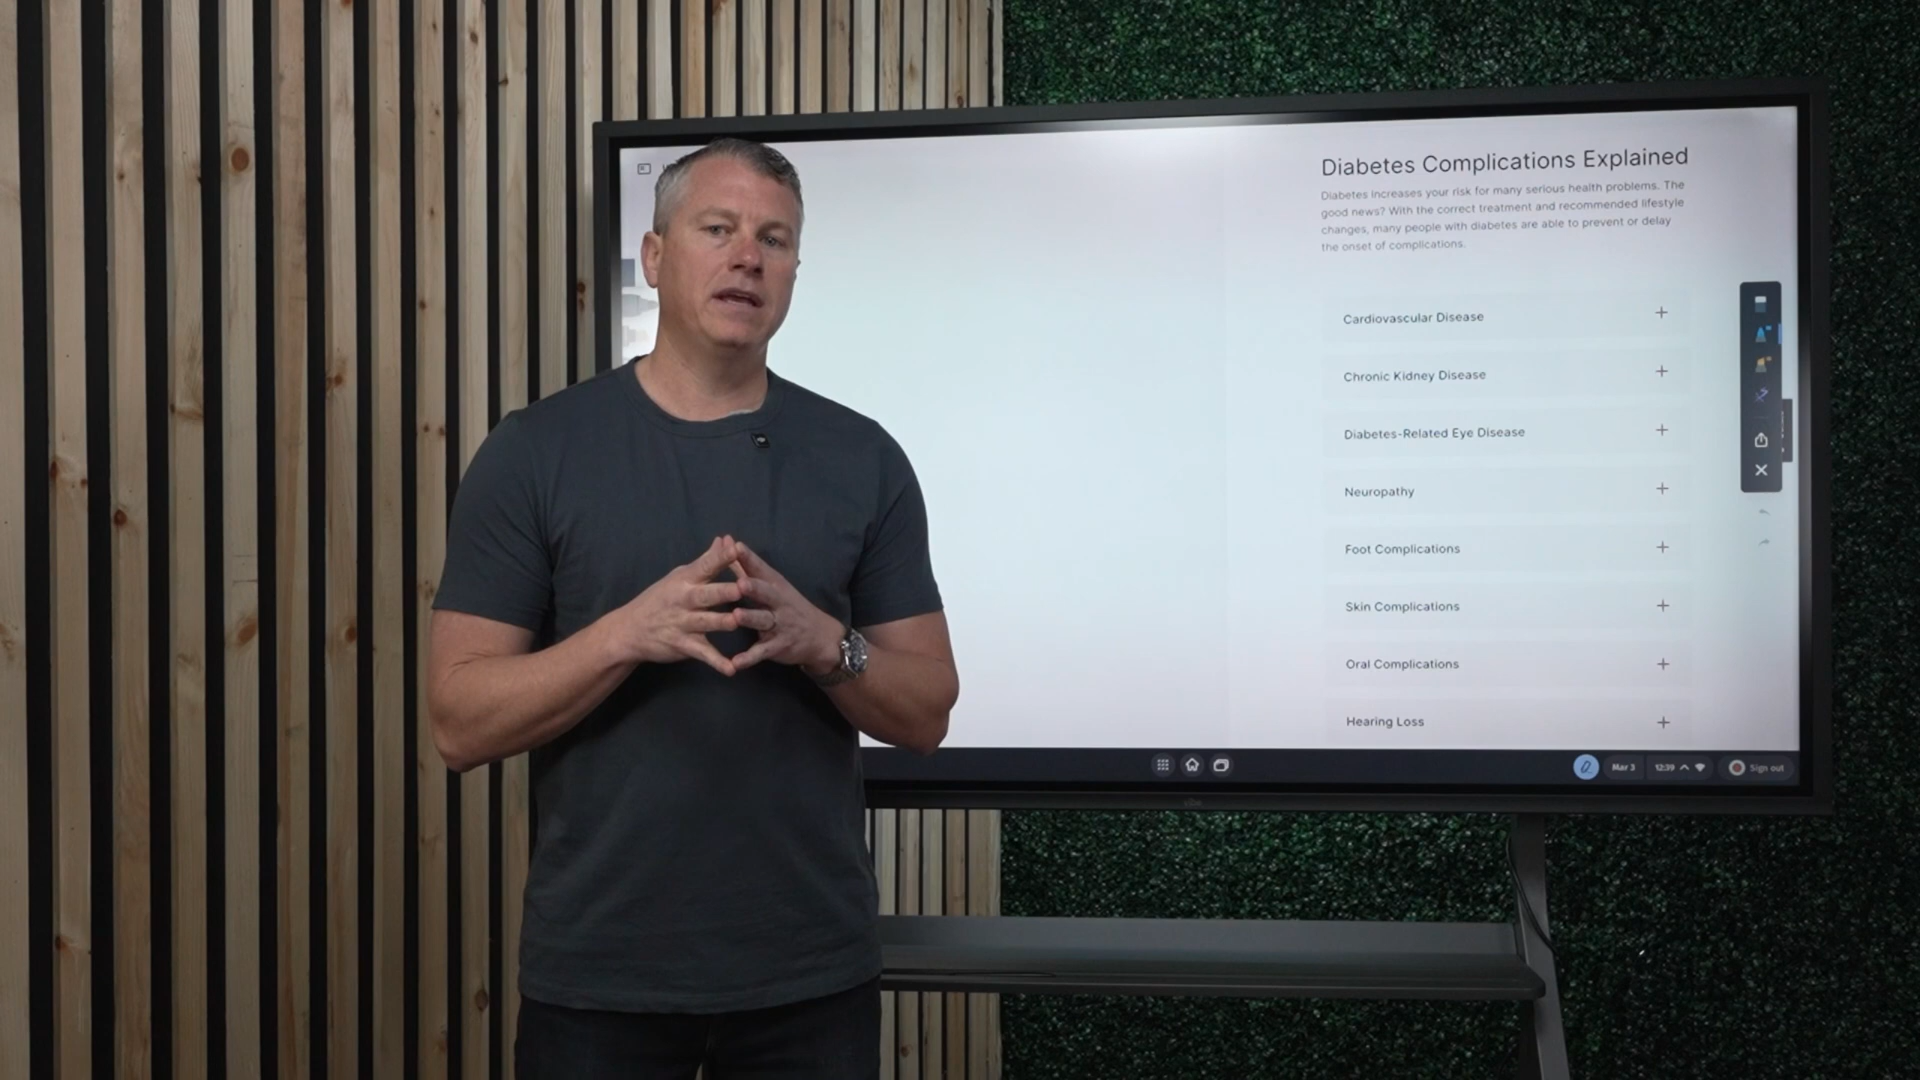 Diabetes Complications Explained
Diabetes increases your risk for many serious health problems. The
good news? With the correct treatment and recommended lifestyle
changes, many people with diabetes are able to prevent or delay
the onset of complications.
Cardiovascular Disease +
Chronic Kidney Disease +
Diabetes-Related Eye Disease +
Neuropathy +
Foot Complications +
Skin Complications +
Oral Complications +
Hearing Loss +
Mar 3 12:39 Sign out
vibe